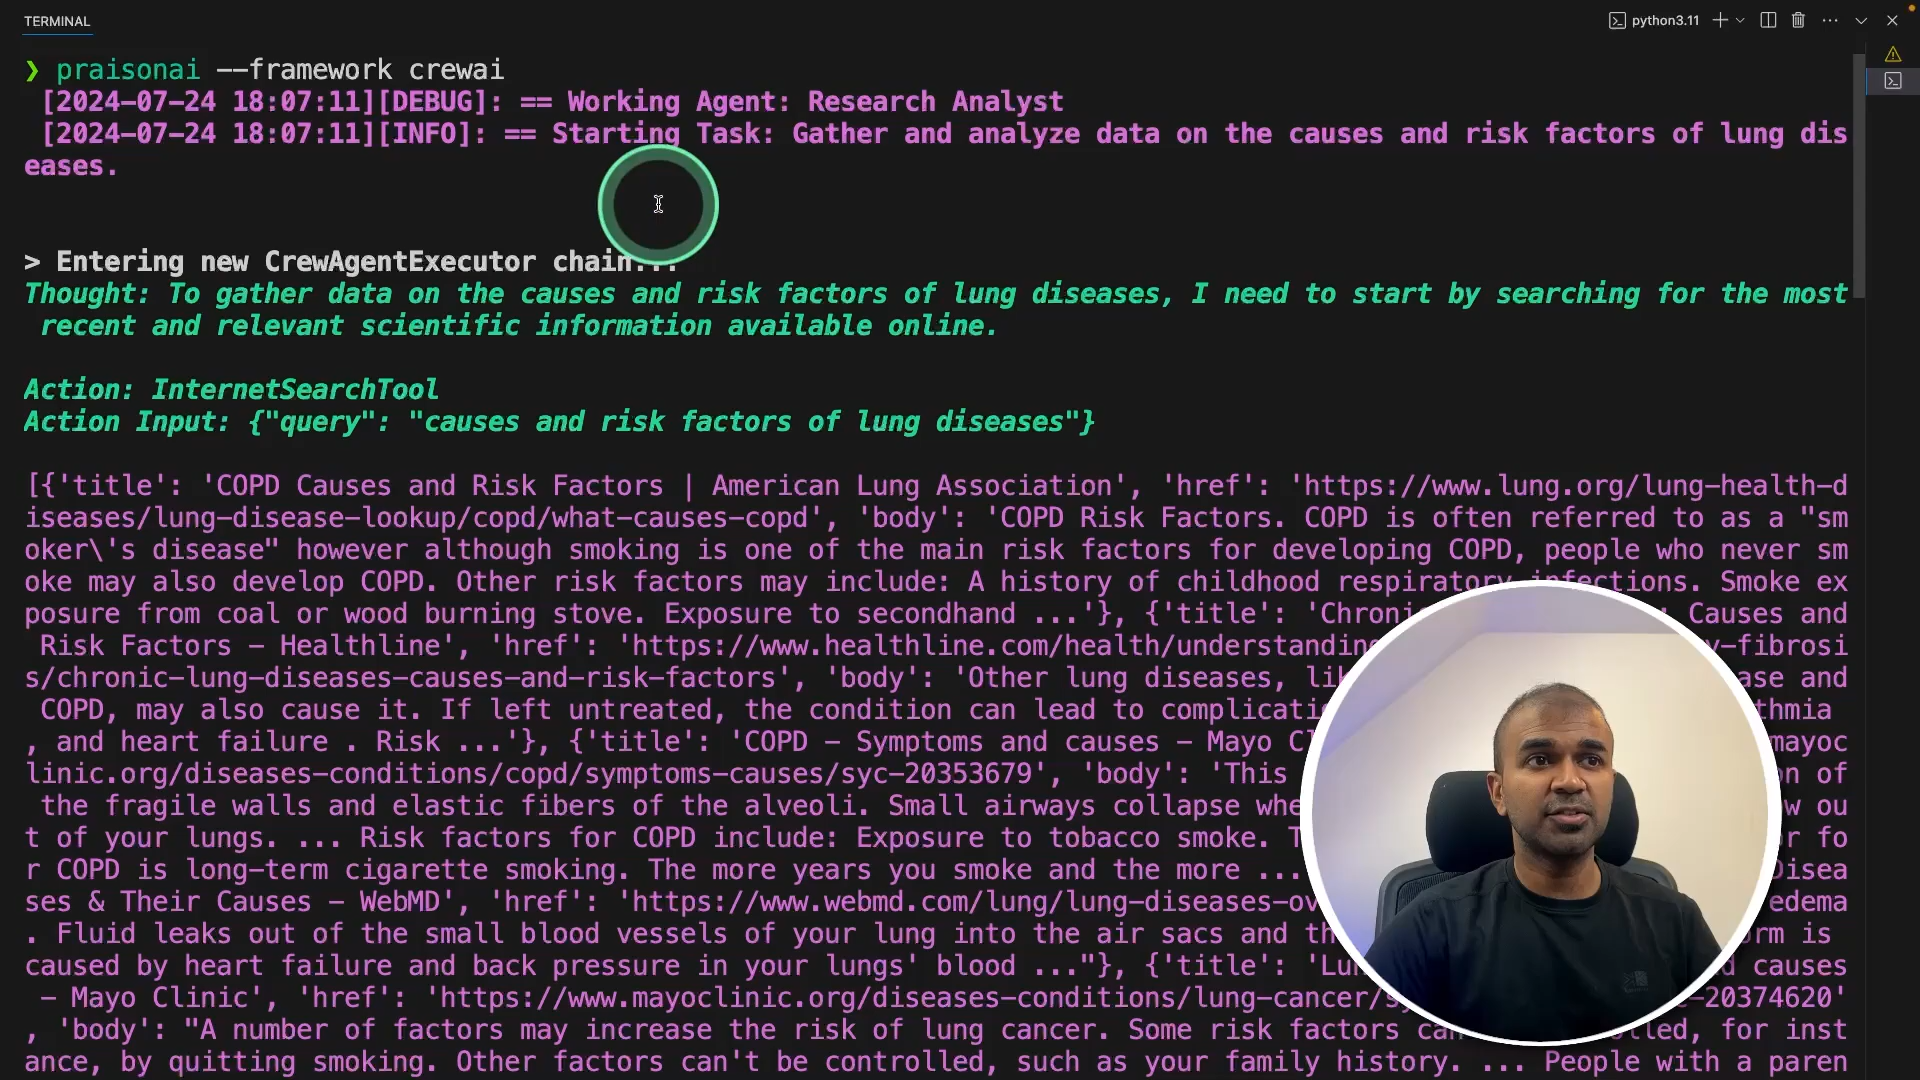 TERMINAL
python3.11
❯ praisonai --framework crewai
[2024-07-24 18:07:11][DEBUG]: == Working Agent: Research Analyst
[2024-07-24 18:07:11][INFO]: == Starting Task: Gather and analyze data on the causes and risk factors of lung dis
eases.
> Entering new CrewAgentExecutor chain...
Thought: To gather data on the causes and risk factors of lung diseases, I need to start by searching for the most
recent and relevant scientific information available online.
Action: InternetSearchTool
Action Input: {"query": "causes and risk factors of lung diseases"}
[{'title': 'COPD Causes and Risk Factors | American Lung Association', 'href': 'https://www.lung.org/lung-health-d
iseases/lung-disease-lookup/copd/what-causes-copd', 'body': 'COPD Risk Factors. COPD is often referred to as a "sm
oker\'s disease" however although smoking is one of the main risk factors for developing COPD, people who never sm
oke may also develop COPD. Other risk factors may include: A history of childhood respiratory infections. Smoke ex
posure from coal or wood burning stove. Exposure to secondhand ...'}, {'title': 'Chroni : Causes and
Risk Factors – Healthline', 'href': 'https://www.healthline.com/health/understanding y-fibrosi
s/chronic-lung-diseases-causes-and-risk-factors', 'body': 'Other lung diseases, lik ase and
COPD, may also cause it. If left untreated, the condition can lead to complicati thmia
, and heart failure . Risk ...'}, {'title': 'COPD – Symptoms and causes – Mayo Cl mayoc
linic.org/diseases-conditions/copd/symptoms-causes/syc-20353679', 'body': 'This on of
the fragile walls and elastic fibers of the alveoli. Small airways collapse whe w ou
t of your lungs. ... Risk factors for COPD include: Exposure to tobacco smoke. T r fo
r COPD is long-term cigarette smoking. The more years you smoke and the more ... Disea
ses & Their Causes – WebMD', 'href': 'https://www.webmd.com/lung/lung-diseases-ov edema
. Fluid leaks out of the small blood vessels of your lung into the air sacs and th orm is
caused by heart failure and back pressure in your lungs' blood ..."}, {'title': 'Lun d causes
– Mayo Clinic', 'href': 'https://www.mayoclinic.org/diseases-conditions/lung-cancer/s -20374620'
, 'body': "A number of factors may increase the risk of lung cancer. Some risk factors can lled, for inst
ance, by quitting smoking. Other factors can't be controlled, such as your family history. ... People with a paren